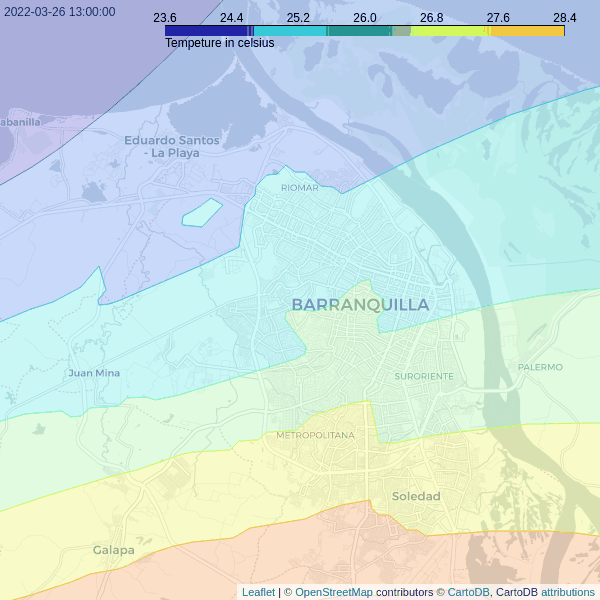 2022-03-26 13:00:00
23.6 24.4 25.2 26.0 26.8 27.6 28.4
Tempeture in celsius
abanilla
Eduardo Santos
- La Playa
RIOMAR
BARRANQUILLA
Juan Mina
SURORIENTE
PALERMO
METROPOLITANA
Soledad
Galapa
Leaflet | © OpenStreetMap contributors © CartoDB, CartoDB attributions